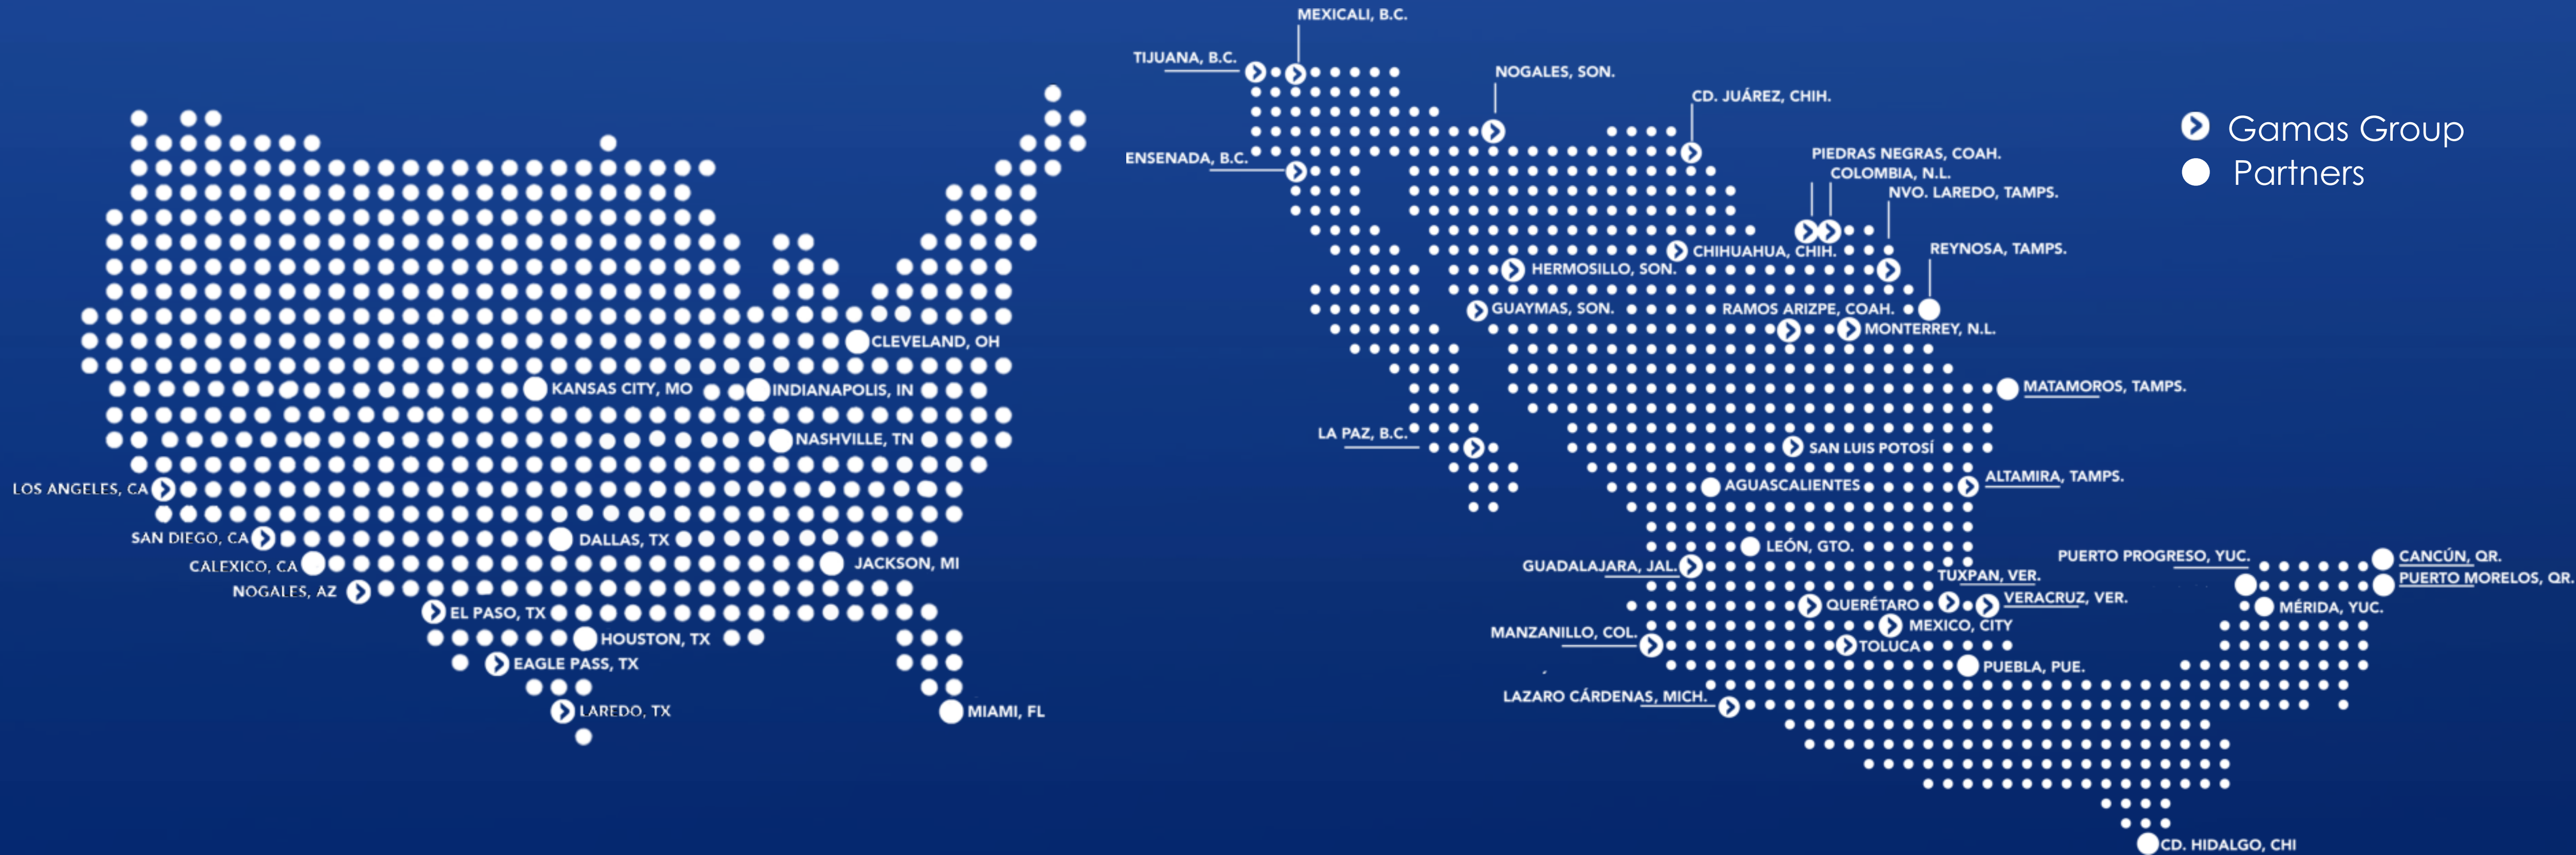 CLEVELAND, OH
KANSAS CITY, MO
INDIANAPOLIS, IN
NASHVILLE, TN
LOS ANGELES, CA
SAN DIEGO, CA
DALLAS, TX
CALEXICO, CA
JACKSON, MI
NOGALES, AZ
EL PASO, TX
HOUSTON, TX
EAGLE PASS, TX
LAREDO, TX
MIAMI, FL
MEXICALI, B.C.
TIJUANA, B.C.
NOGALES, SON.
CD. JUÁREZ, CHIH.
ENSENADA, B.C.
PIEDRAS NEGRAS, COAH.
COLOMBIA, N.L.
NVO. LAREDO, TAMPS.
CHIHUAHUA, CHIH.
REYNOSA, TAMPS.
HERMOSILLO, SON.
GUAYMAS, SON.
RAMOS ARIZPE, COAH.
MONTERREY, N.L.
MATAMOROS, TAMPS.
LA PAZ, B.C.
SAN LUIS POTOSÍ
ALTAMIRA, TAMPS.
AGUASCALIENTES
LEÓN, GTO.
GUADALAJARA, JAL.
PUERTO PROGRESO, YUC.
CANCÚN, QR.
TUXPAN, VER.
PUERTO MORELOS, QR.
QUERÉTARO
VERACRUZ, VER.
MÉRIDA, YUC.
MEXICO, CITY
MANZANILLO, COL.
TOLUCA
PUEBLA, PUE.
LAZARO CÁRDENAS, MICH.
CD. HIDALGO, CHI
Gamas Group
Partners